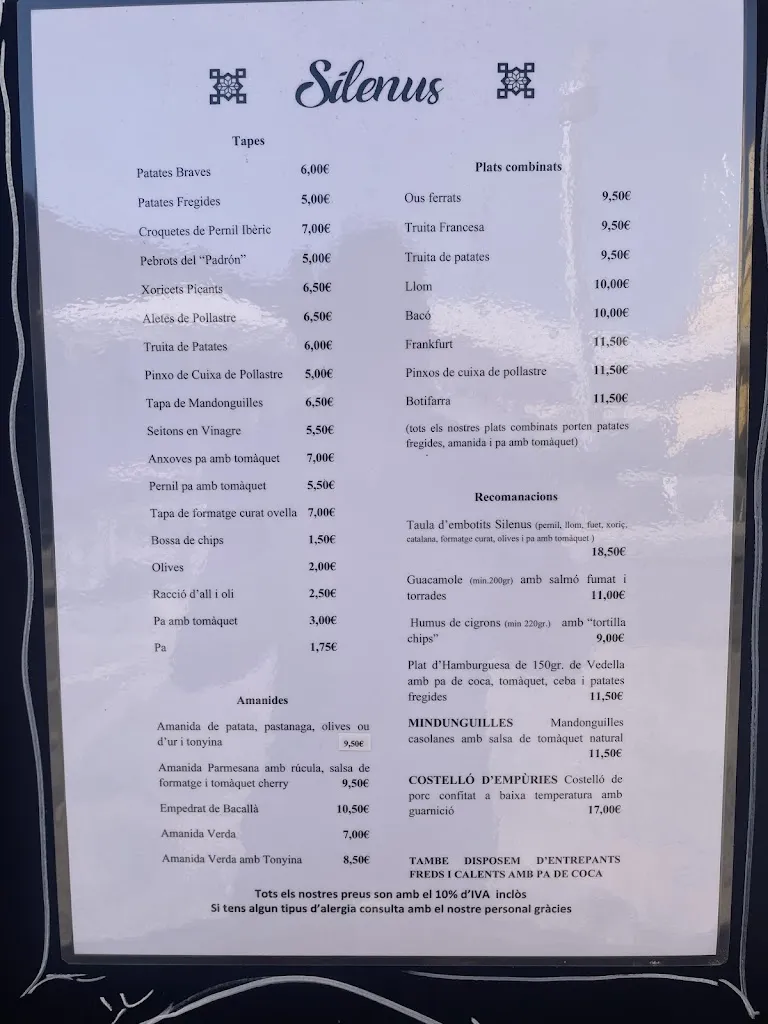 Silenus
Tapes
Patates Braves 6,00€
Patates Fregides 5,00€
Croquetes de Pernil Ibèric 7,00€
Pebrots del “Padrón” 5,00€
Xoricets Picants 6,50€
Aletes de Pollastre 6,50€
Truita de Patates 6,00€
Pinxo de Cuixa de Pollastre 5,00€
Tapa de Mandonguilles 6,50€
Seitons en Vinagre 5,50€
Anxoves pa amb tomàquet 7,00€
Pernil pa amb tomàquet 5,50€
Tapa de formatge curat ovella 7,00€
Bossa de chips 1,50€
Olives 2,00€
Racció d’all i oli 2,50€
Pa amb tomàquet 3,00€
Pa 1,75€
Amanides
Amanida de patata, pastanaga, olives ou
d’ur i tonyina 9,50€
Amanida Parmesana amb rúcula, salsa de
formatge i tomàquet cherry 9,50€
Empedrat de Bacallà 10,50€
Amanida Verda 7,00€
Amanida Verda amb Tonyina 8,50€
Plats combinats
Ous ferrats 9,50€
Truita Francesa 9,50€
Truita de patates 9,50€
Llom 10,00€
Bacó 10,00€
Frankfurt 11,50€
Pinxos de cuixa de pollastre 11,50€
Botifarra 11,50€
(tots els nostres plats combinats porten patates
fregides, amanida i pa amb tomàquet)
Recomanacions
Taula d’embotits Silenus (pernil, llom, fuet, xoriç,
catalana, formatge curat, olives i pa amb tomàquet )
18,50€
Guacamole (min.200gr) amb salmó fumat i
torrades 11,00€
Humus de cigrons (min 220gr.) amb “tortilla
chips” 9,00€
Plat d’Hamburguesa de 150gr. de Vedella
amb pa de coca, tomàquet, ceba i patates
fregides 11,50€
MINDUNGUILLES Mandonguilles
casolanes amb salsa de tomàquet natural
11,50€
COSTELLÓ D’EMPÙRIES Costelló de
porc confitat a baixa temperatura amb
guarnició 17,00€
TAMBE DISPOSEM D’ENTREPANTS
FREDS I CALENTS AMB PA DE COCA
Tots els nostres preus son amb el 10% d’IVA inclòs
Si tens algun tipus d’alergia consulta amb el nostre personal gràcies